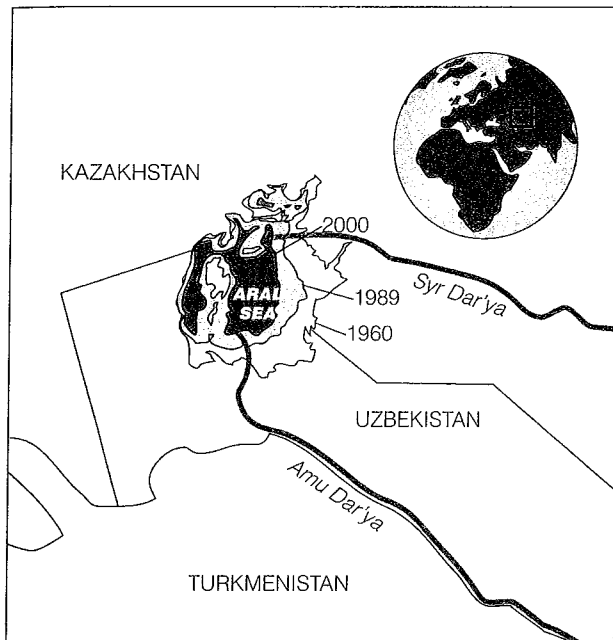 KAZAKHSTAN
2000
ARAL
SEA
1989
Syr Dar'ya
1960
UZBEKISTAN
Amu Dar'ya
TURKMENISTAN